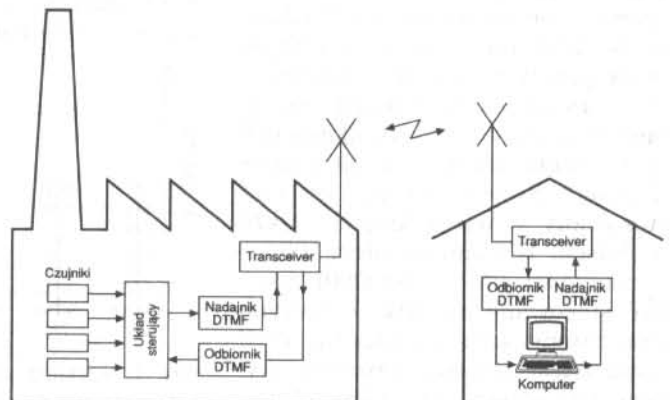 Czujniki
Układ
sterujący
Nadajnik
DTMF
Odbiornik
DTMF
Transceiver
Transceiver
Odbiornik
DTMF
Nadajnik
DTMF
Komputer